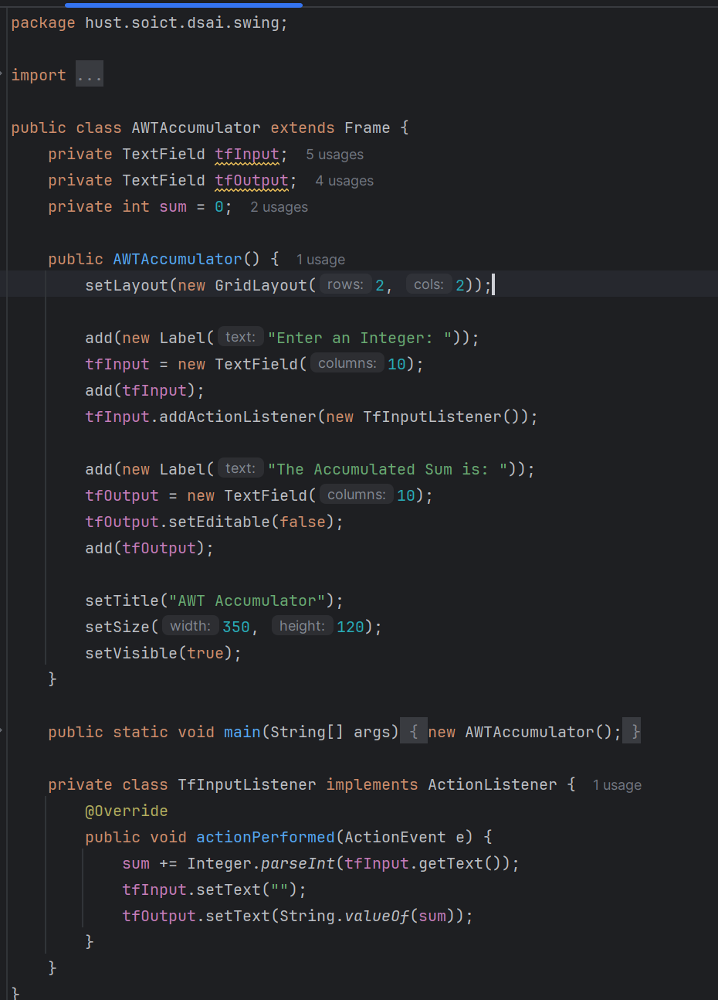 package hust.soict.dsai.swing;
import ...
public class AWTAccumulator extends Frame {
private TextField tfInput; 5 usages
private TextField tfOutput; 4 usages
private int sum = 0; 2 usages
public AWTAccumulator() { 1 usage
setLayout(new GridLayout( rows: 2, cols: 2));
add(new Label( text: "Enter an Integer: "));
tfInput = new TextField( columns: 10);
add(tfInput);
tfInput.addActionListener(new TfInputListener());
add(new Label( text: "The Accumulated Sum is: "));
tfOutput = new TextField( columns: 10);
tfOutput.setEditable(false);
add(tfOutput);
setTitle("AWT Accumulator");
setSize( width: 350, height: 120);
setVisible(true);
}
public static void main(String[] args) { new AWTAccumulator(); }
private class TfInputListener implements ActionListener { 1 usage
@Override
public void actionPerformed(ActionEvent e) {
sum += Integer.parseInt(tfInput.getText());
tfInput.setText("");
tfOutput.setText(String.valueOf(sum));
}
}
}